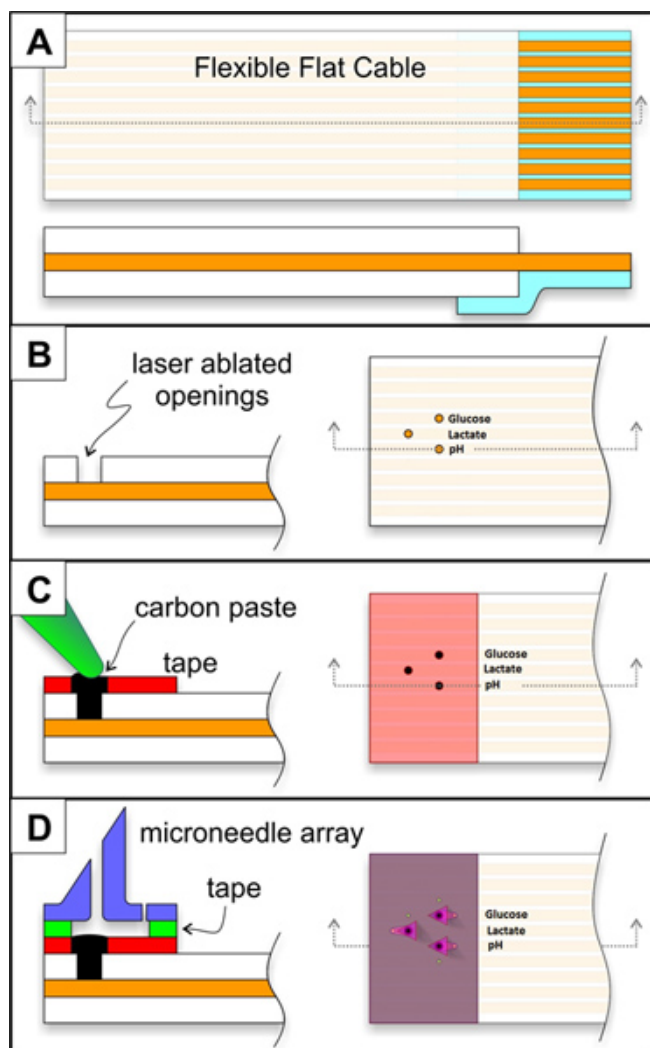 A
Flexible Flat Cable
B
laser ablated
openings
Glucose
Lactate
pH
C
carbon paste
tape
Glucose
Lactate
pH
D
microneedle array
tape
Glucose
Lactate
pH